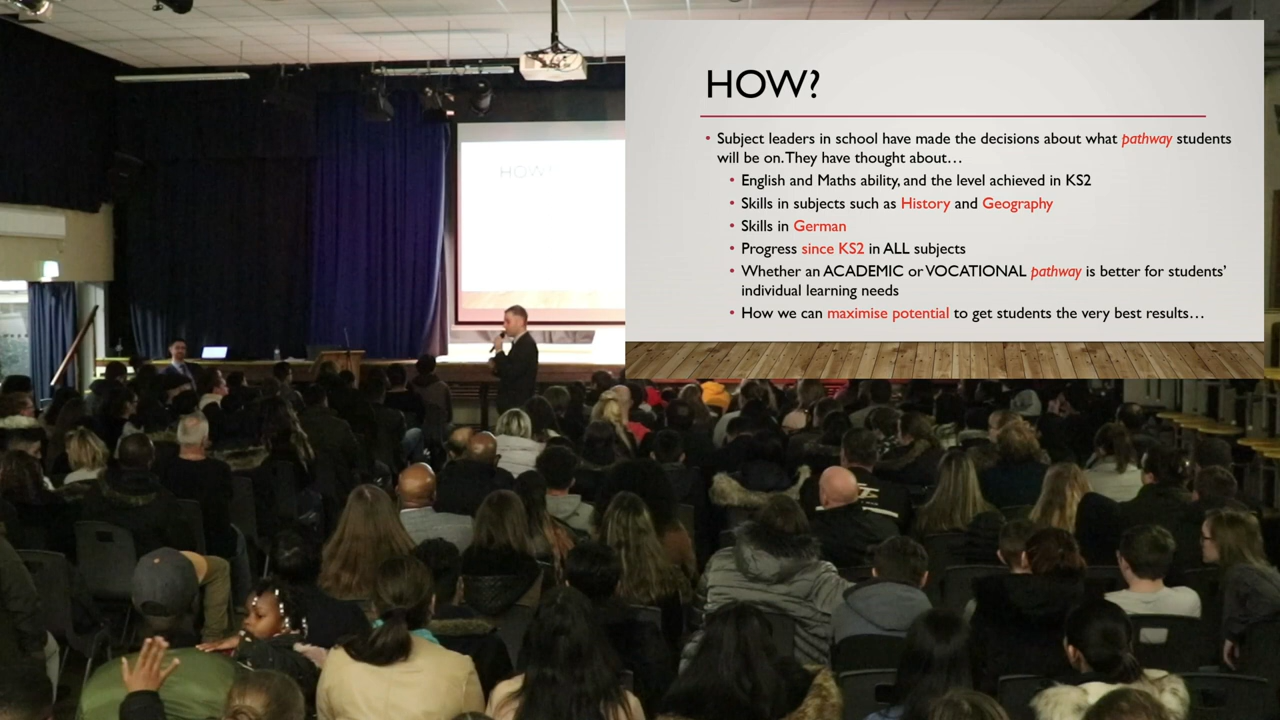 HOW?
HOW?
• Subject leaders in school have made the decisions about what pathway students
will be on. They have thought about…
• English and Maths ability, and the level achieved in KS2
• Skills in subjects such as History and Geography
• Skills in German
• Progress since KS2 in ALL subjects
• Whether an ACADEMIC or VOCATIONAL pathway is better for students’
individual learning needs
• How we can maximise potential to get students the very best results…